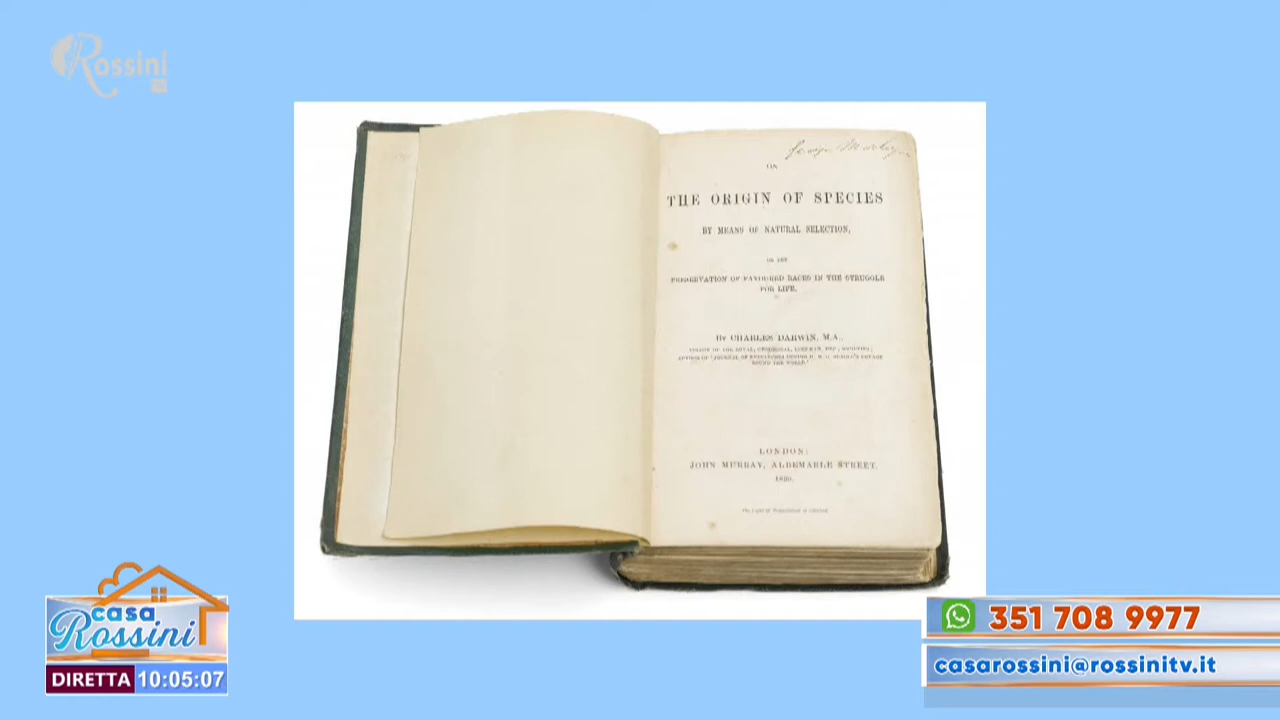 Rossini
TV
ON
THE ORIGIN OF SPECIES
BY MEANS OF NATURAL SELECTION,
OR THE
PRESERVATION OF FAVOURED RACES IN THE STRUGGLE
FOR LIFE.
BY CHARLES DARWIN, M.A.,
LONDON:
JOHN MURRAY, ALBEMARLE STREET.
casa
Rossini
DIRETTA 10:05:07
351 708 9977
casarossini@rossinitv.it